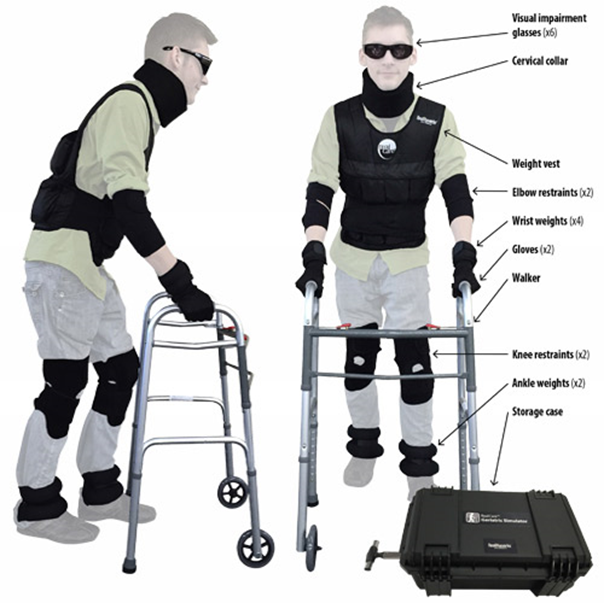 Visual impairment
glasses (x6)
Cervical collar
Weight vest
Elbow restraints (x2)
Wrist weights (x4)
Gloves (x2)
Walker
Knee restraints (x2)
Ankle weights (x2)
Storage case
Geriatric Simulator